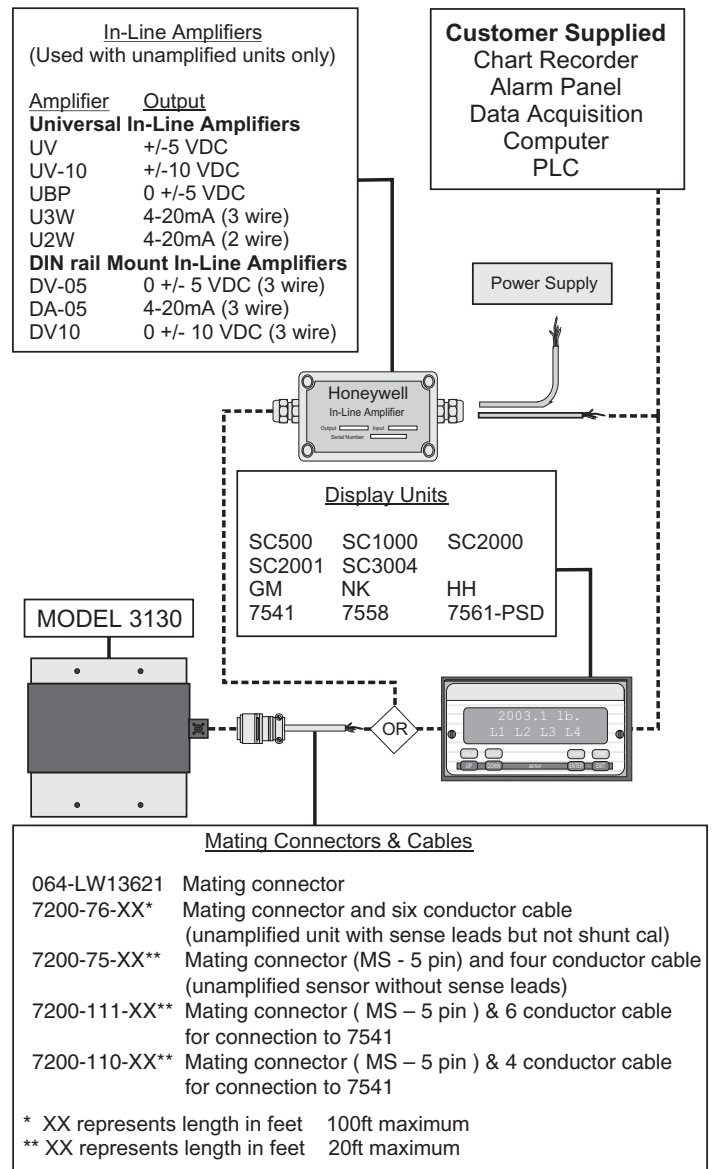 In-Line Amplifiers
(Used with unamplified units only)
Amplifier Output
Universal In-Line Amplifiers
UV +/-5 VDC
UV-10 +/-10 VDC
UBP 0 +/-5 VDC
U3W 4-20mA (3 wire)
U2W 4-20mA (2 wire)
DIN rail Mount In-Line Amplifiers
DV-05 0 +/- 5 VDC (3 wire)
DA-05 4-20mA (3 wire)
DV10 0 +/- 10 VDC (3 wire)
Customer Supplied
Chart Recorder
Alarm Panel
Data Acquisition
Computer
PLC
Power Supply
Honeywell
In-Line Amplifier
Output Input
Serial Number
Display Units
SC500 SC1000 SC2000
SC2001 SC3004
GM NK HH
7541 7558 7561-PSD
MODEL 3130
OR
2003.1 lb.
L1 L2 L3 L4
UP DOWN SETUP ENTER EXIT
Mating Connectors & Cables
064-LW13621 Mating connector
7200-76-XX* Mating connector and six conductor cable
(unamplified unit with sense leads but not shunt cal)
7200-75-XX** Mating connector (MS - 5 pin) and four conductor cable
(unamplified sensor without sense leads)
7200-111-XX** Mating connector ( MS – 5 pin ) & 6 conductor cable
for connection to 7541
7200-110-XX** Mating connector ( MS – 5 pin ) & 4 conductor cable
for connection to 7541
* XX represents length in feet 100ft maximum
** XX represents length in feet 20ft maximum